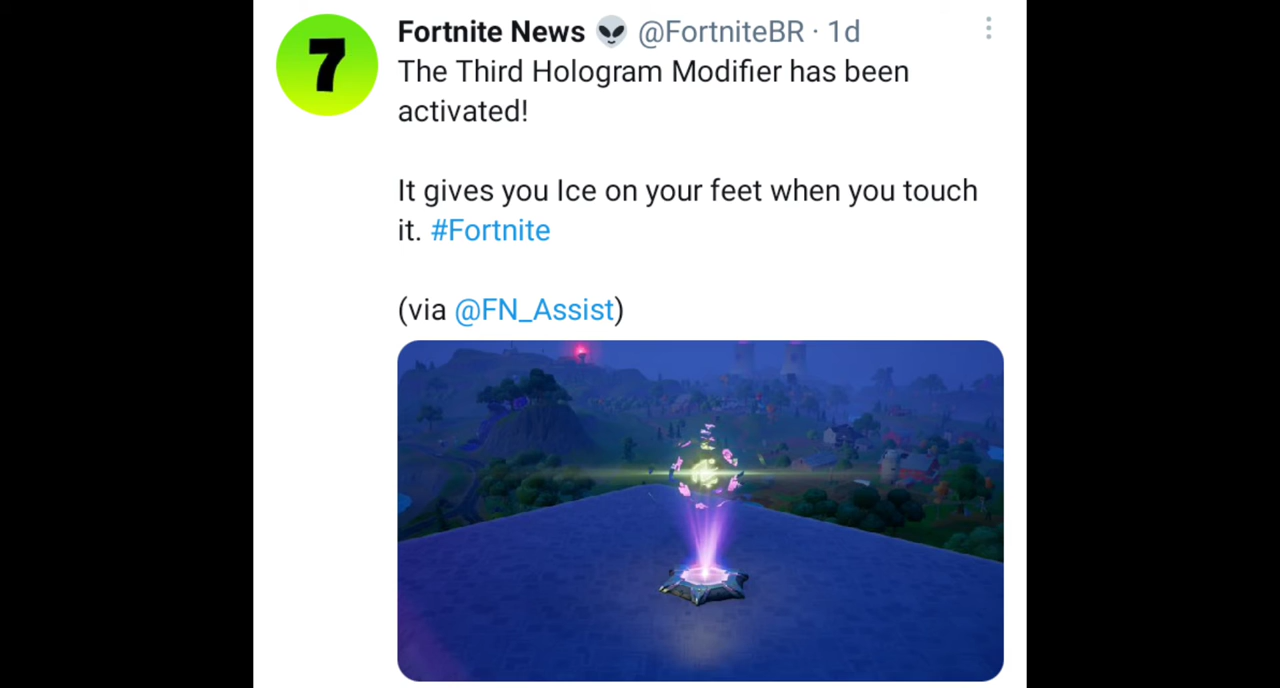 7
Fortnite News 👽 @FortniteBR · 1d
The Third Hologram Modifier has been
activated!
It gives you Ice on your feet when you touch
it. #Fortnite
(via @FN_Assist)